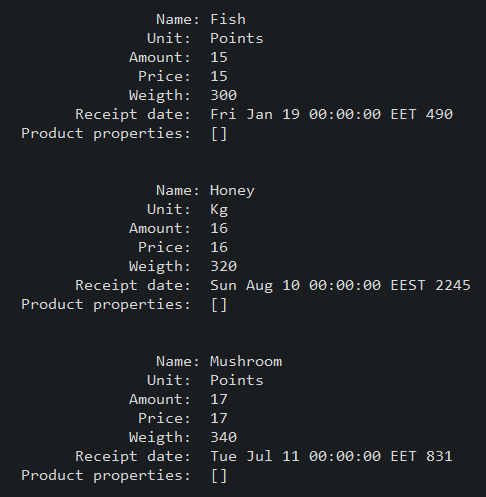 Name: Fish
Unit: Points
Amount: 15
Price: 15
Weigth: 300
Receipt date: Fri Jan 19 00:00:00 EET 490
Product properties: []
Name: Honey
Unit: Kg
Amount: 16
Price: 16
Weigth: 320
Receipt date: Sun Aug 10 00:00:00 EEST 2245
Product properties: []
Name: Mushroom
Unit: Points
Amount: 17
Price: 17
Weigth: 340
Receipt date: Tue Jul 11 00:00:00 EET 831
Product properties: []